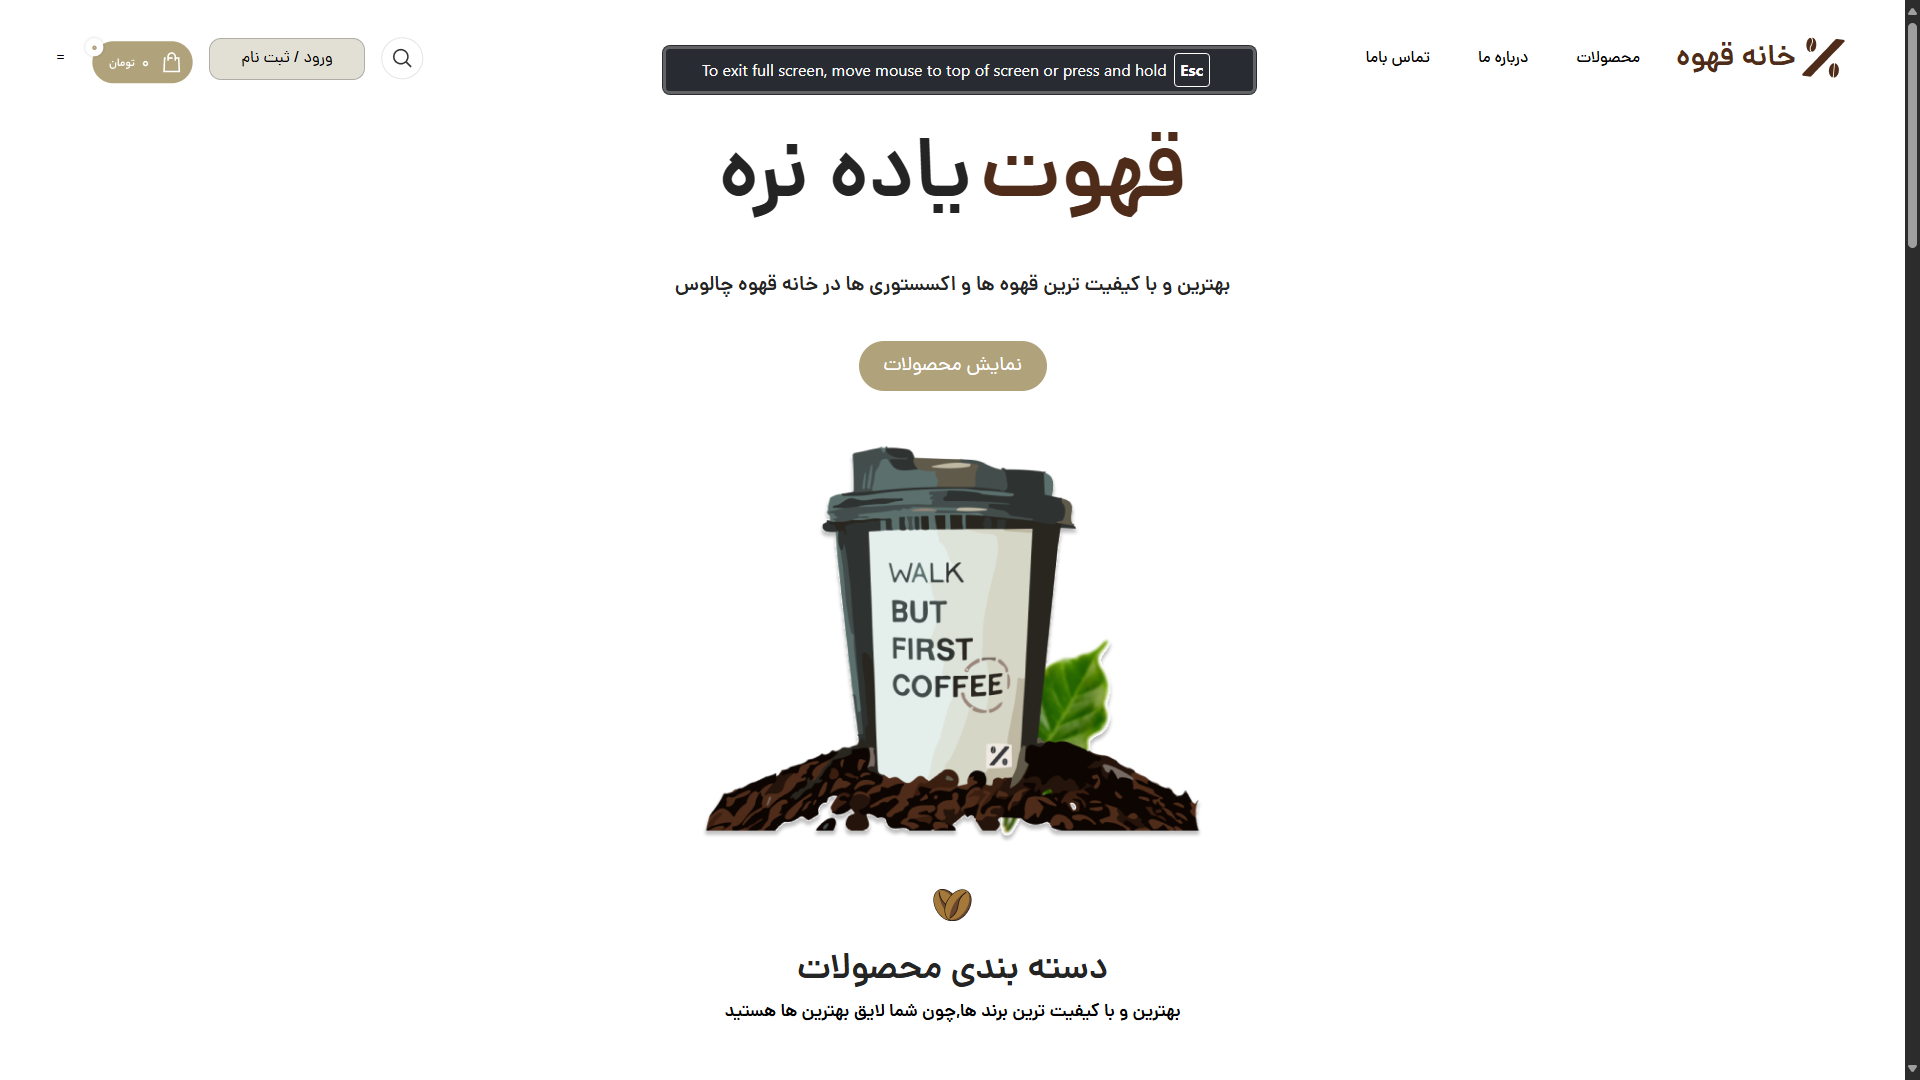 خانه قهوه
محصولات
درباره ما
تماس باما
To exit full screen, move mouse to top of screen or press and hold Esc
ورود / ثبت نام
۰ تومان
۰
=
قهوت یاده نره
بهترین و با کیفیت ترین قهوه ها و اکسستوری ها در خانه قهوه چالوس
نمایش محصولات
WALK
BUT
FIRST
COFFEE
دسته بندی محصولات
بهترین و با کیفیت ترین برند ها,چون شما لایق بهترین ها هستید